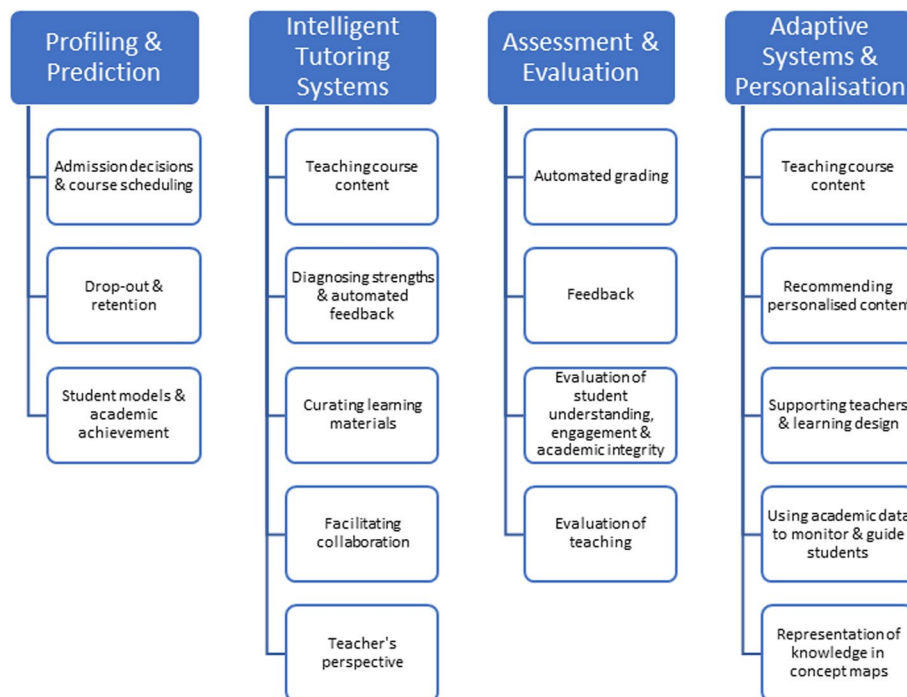 Profiling &
Prediction
Admission decisions
& course scheduling
Drop-out &
retention
Student models &
academic
achievement
Intelligent
Tutoring
Systems
Teaching course
content
Diagnosing strengths
& automated
feedback
Curating learning
materials
Facilitating
collaboration
Teacher's
perspective
Assessment &
Evaluation
Automated grading
Feedback
Evaluation of
student
understanding,
engagement &
academic integrity
Evaluation of
teaching
Adaptive
Systems &
Personalisation
Teaching course
content
Recommending
personalised content
Supporting teachers
& learning design
Using academic data
to monitor & guide
students
Representation of
knowledge in
concept maps